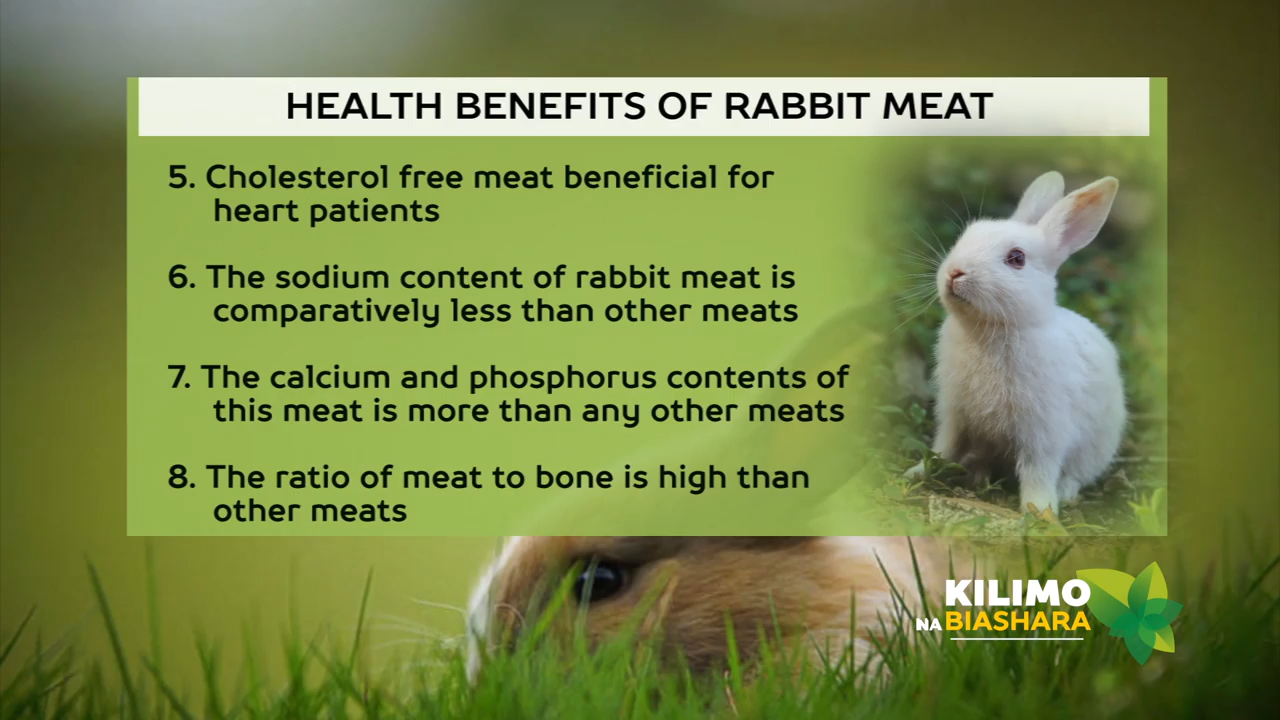 HEALTH BENEFITS OF RABBIT MEAT
5. Cholesterol free meat beneficial for
heart patients
6. The sodium content of rabbit meat is
comparatively less than other meats
7. The calcium and phosphorus contents of
this meat is more than any other meats
8. The ratio of meat to bone is high than
other meats
KILIMO
NA BIASHARA